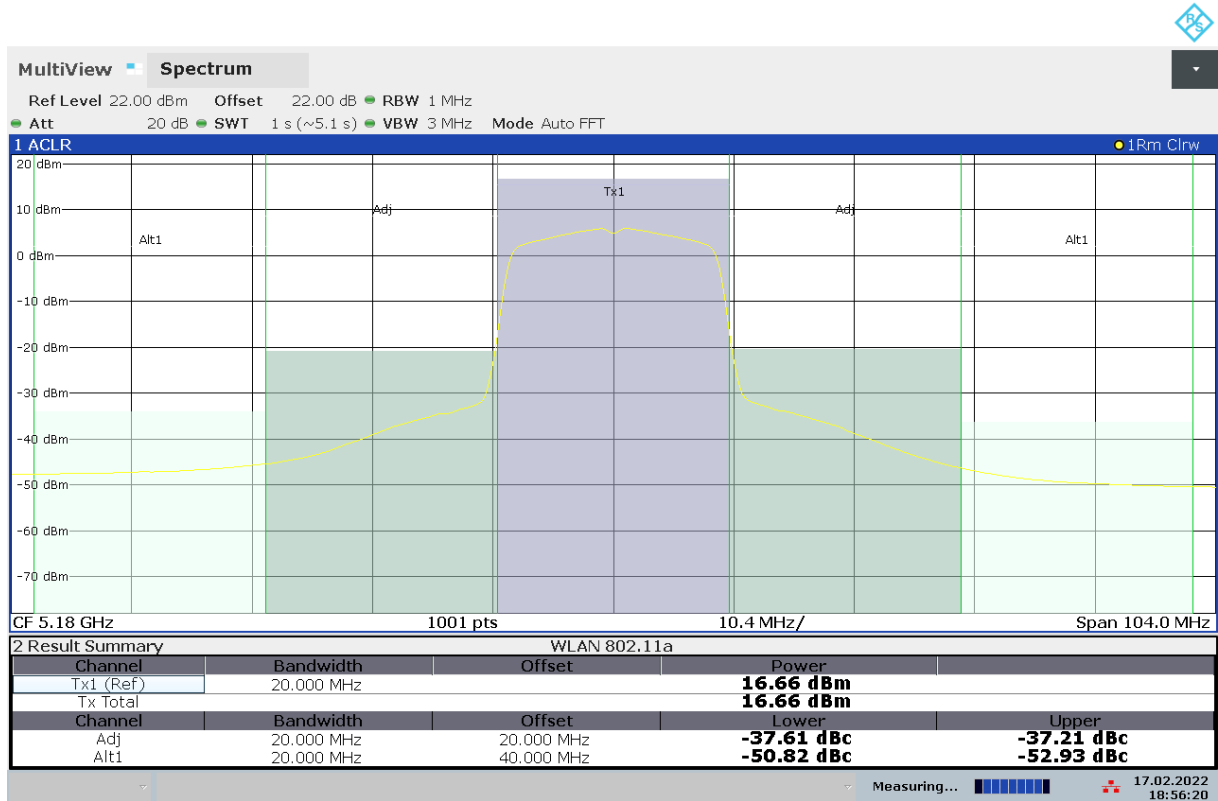 R&S
MultiView Spectrum
Ref Level 22.00 dBm Offset 22.00 dB RBW 1 MHz
Att 20 dB SWT 1 s (~5.1 s) VBW 3 MHz Mode Auto FFT
1 ACLR 1Rm Clrw
20 dBm
Tx1
10 dBm Adj Adj
Alt1 Alt1
0 dBm
-10 dBm
-20 dBm
-30 dBm
-40 dBm
-50 dBm
-60 dBm
-70 dBm
CF 5.18 GHz 1001 pts 10.4 MHz/ Span 104.0 MHz
2 Result Summary WLAN 802.11a
Channel Bandwidth Offset Power
Tx1 (Ref) 20.000 MHz 16.66 dBm
Tx Total 16.66 dBm
Channel Bandwidth Offset Lower Upper
Adj 20.000 MHz 20.000 MHz -37.61 dBc -37.21 dBc
Alt1 20.000 MHz 40.000 MHz -50.82 dBc -52.93 dBc
Measuring... 17.02.2022
18:56:20